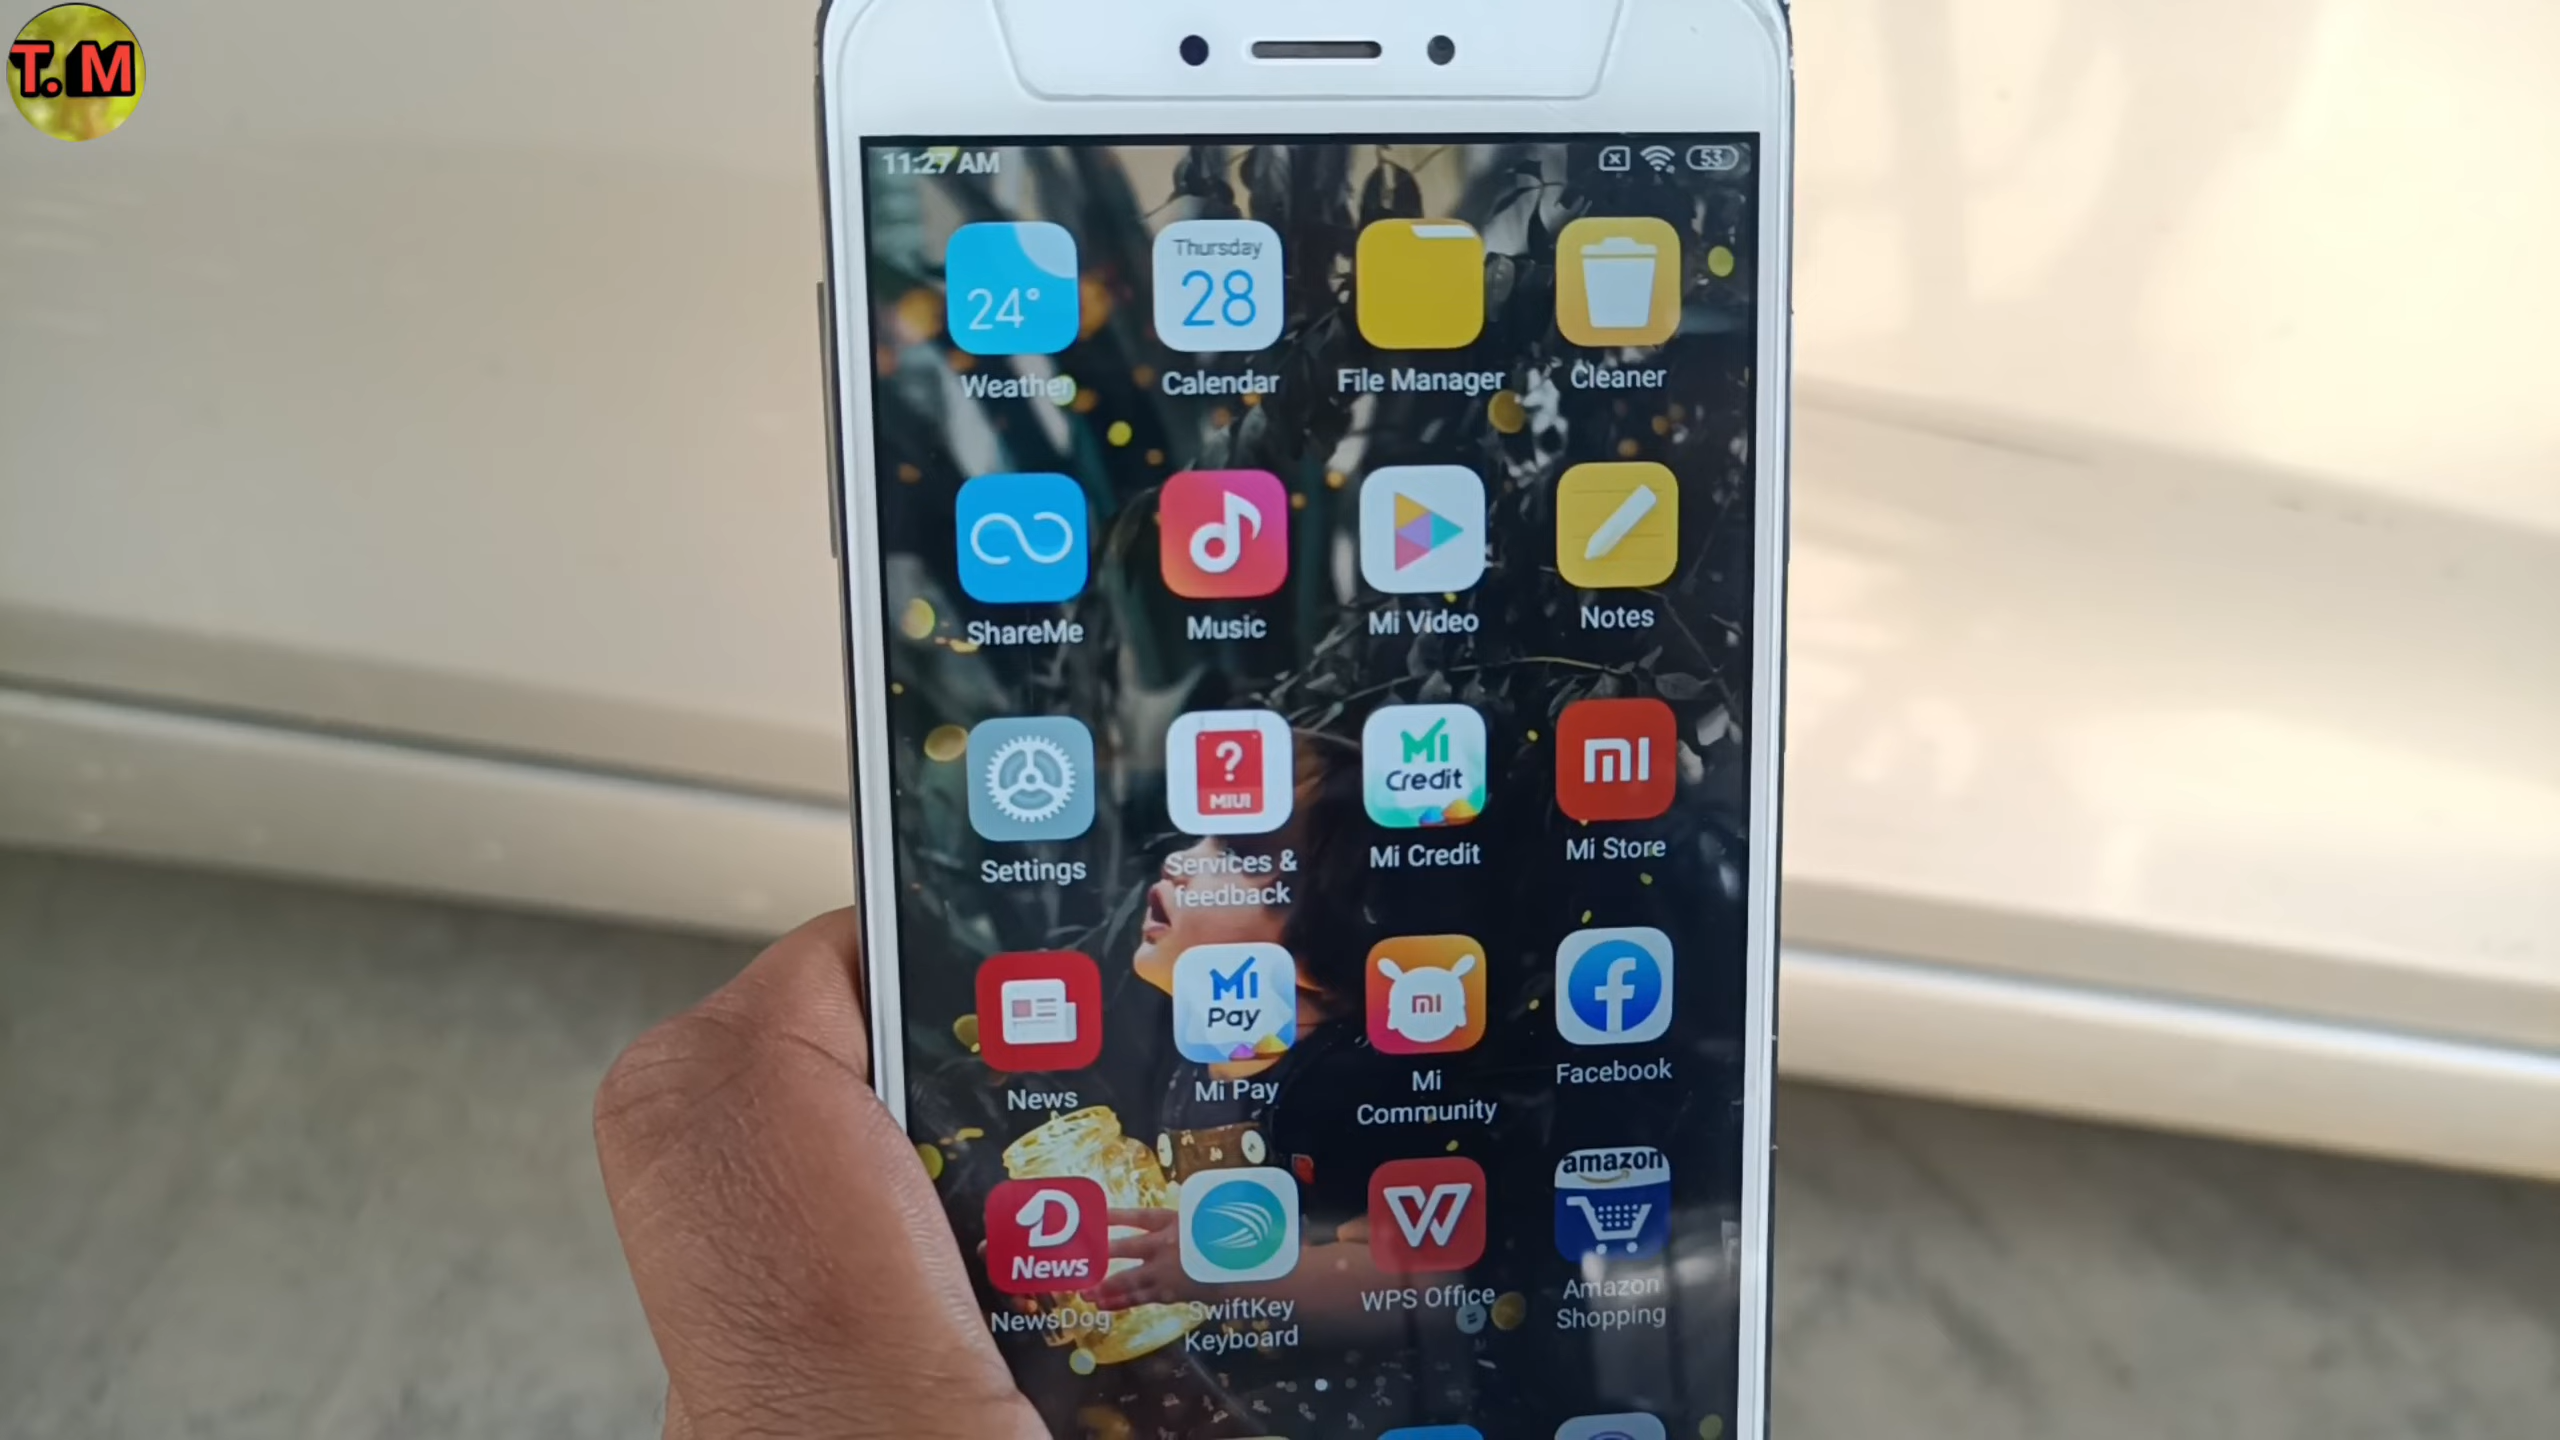 T. M
11:27 AM
53
24°
Thursday
28
Weather
Calendar
File Manager
Cleaner
ShareMe
Music
Mi Video
Notes
?
MIUI
Mi
Credit
mi
Settings
Services &
feedback
Mi Credit
Mi Store
Mi
Pay
mi
News
Mi Pay
Mi
Community
Facebook
D
News
W
amazon
NewsDog
SwiftKey
Keyboard
WPS Office
Amazon
Shopping